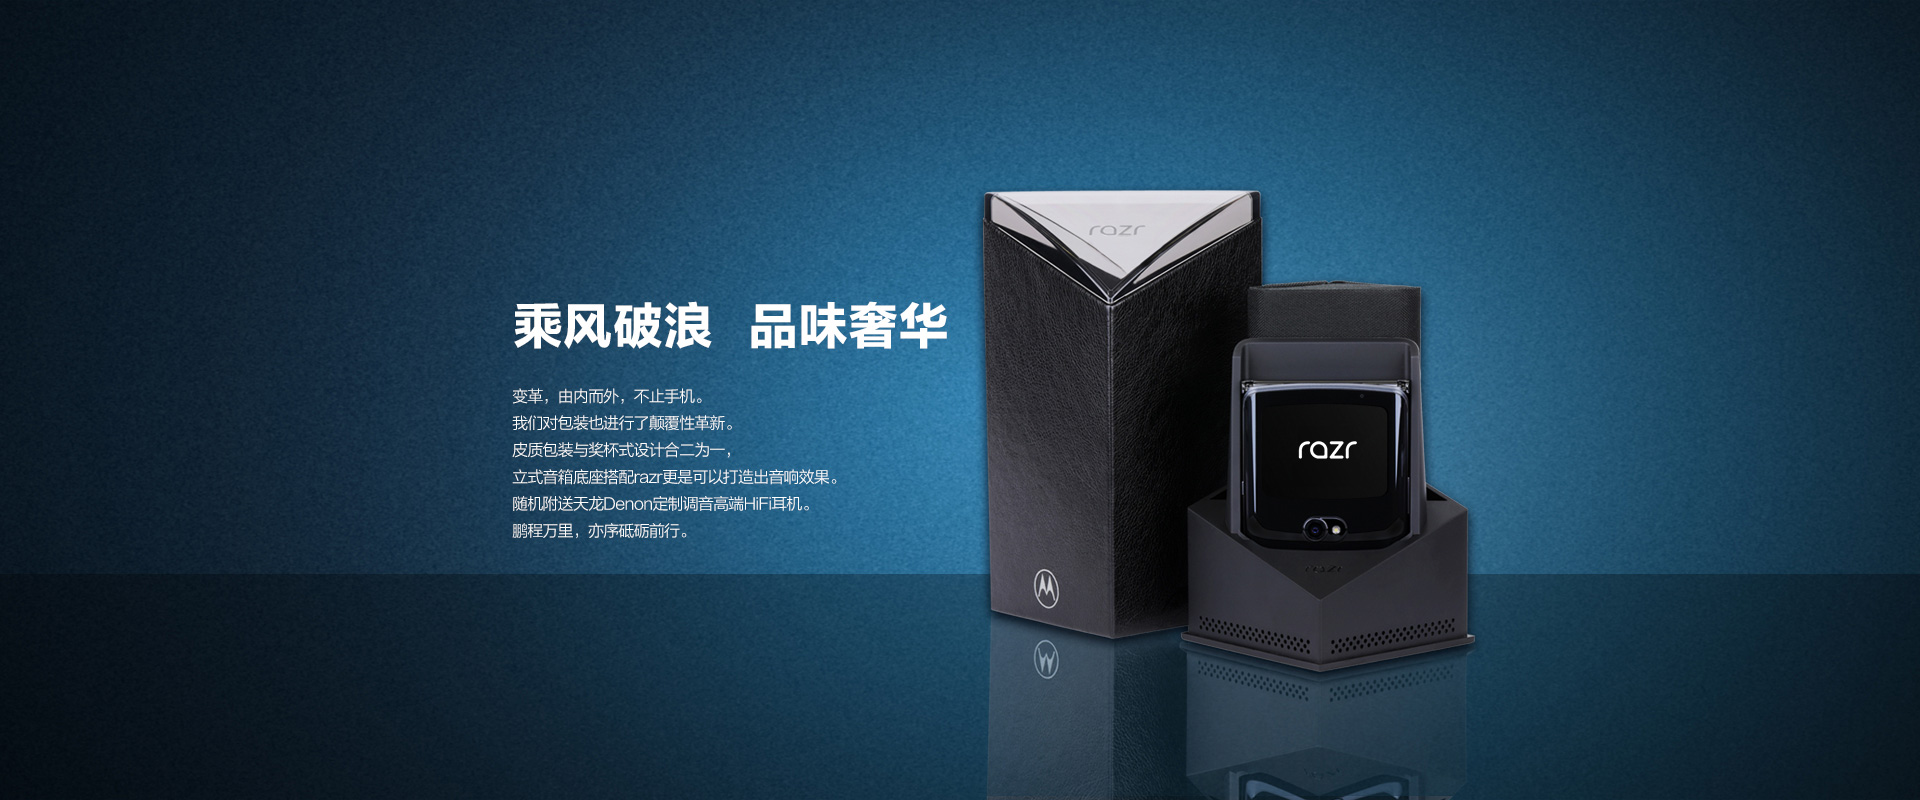 乘风破浪 品味奢华
变革，由内而外，不止手机。
我们对包装也进行了颠覆性革新。
皮质包装与奖杯式设计合二为一，
立式音箱底座搭配razr更是可以打造出音响效果。
随机附送天龙Denon定制调音高端HiFi耳机。
鹏程万里，亦序砥砺前行。
razr
razr
razr